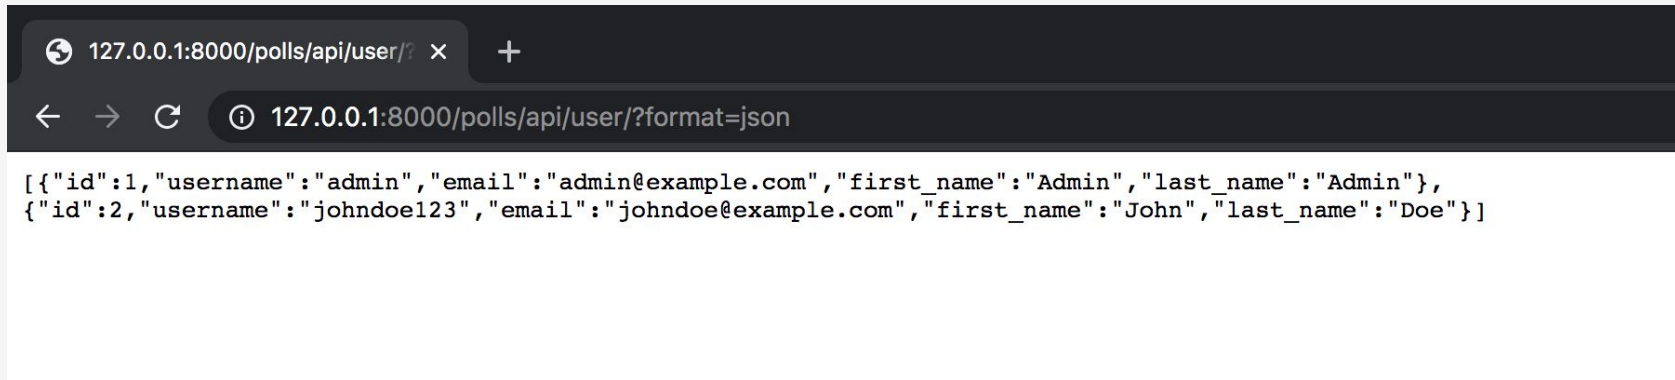 127.0.0.1:8000/polls/api/user/?
127.0.0.1:8000/polls/api/user/?format=json
[{"id":1,"username":"admin","email":"admin@example.com","first_name":"Admin","last_name":"Admin"},
{"id":2,"username":"johndoe123","email":"johndoe@example.com","first_name":"John","last_name":"Doe"}]